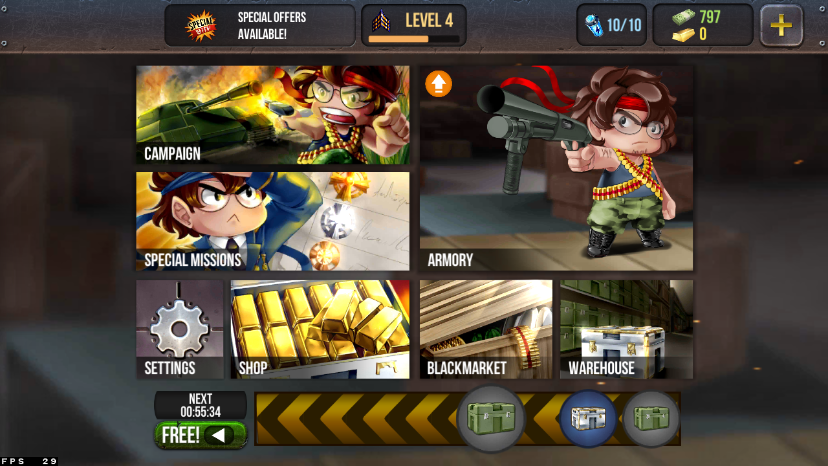 SPECIAL
SPECIAL OFFERS
AVAILABLE!
LEVEL 4
10/10
797
0
CAMPAIGN
SPECIAL MISSIONS
ARMORY
SETTINGS
SHOP
BLACKMARKET
WAREHOUSE
NEXT
00:55:34
FREE!
FPS 29